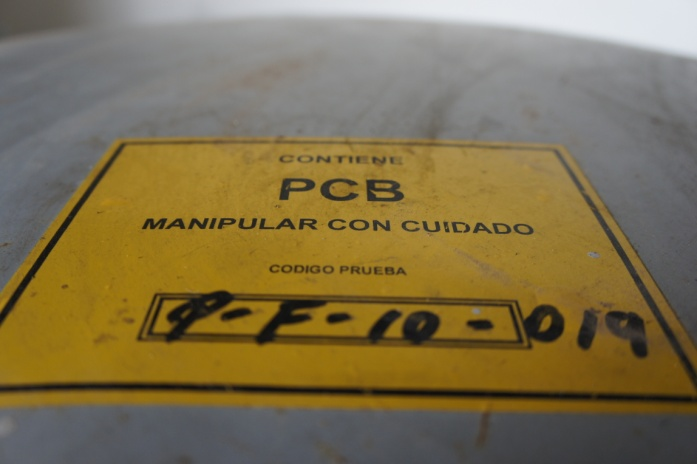 CONTIENE
PCB
MANIPULAR CON CUIDADO
CODIGO PRUEBA
9-F-10-019